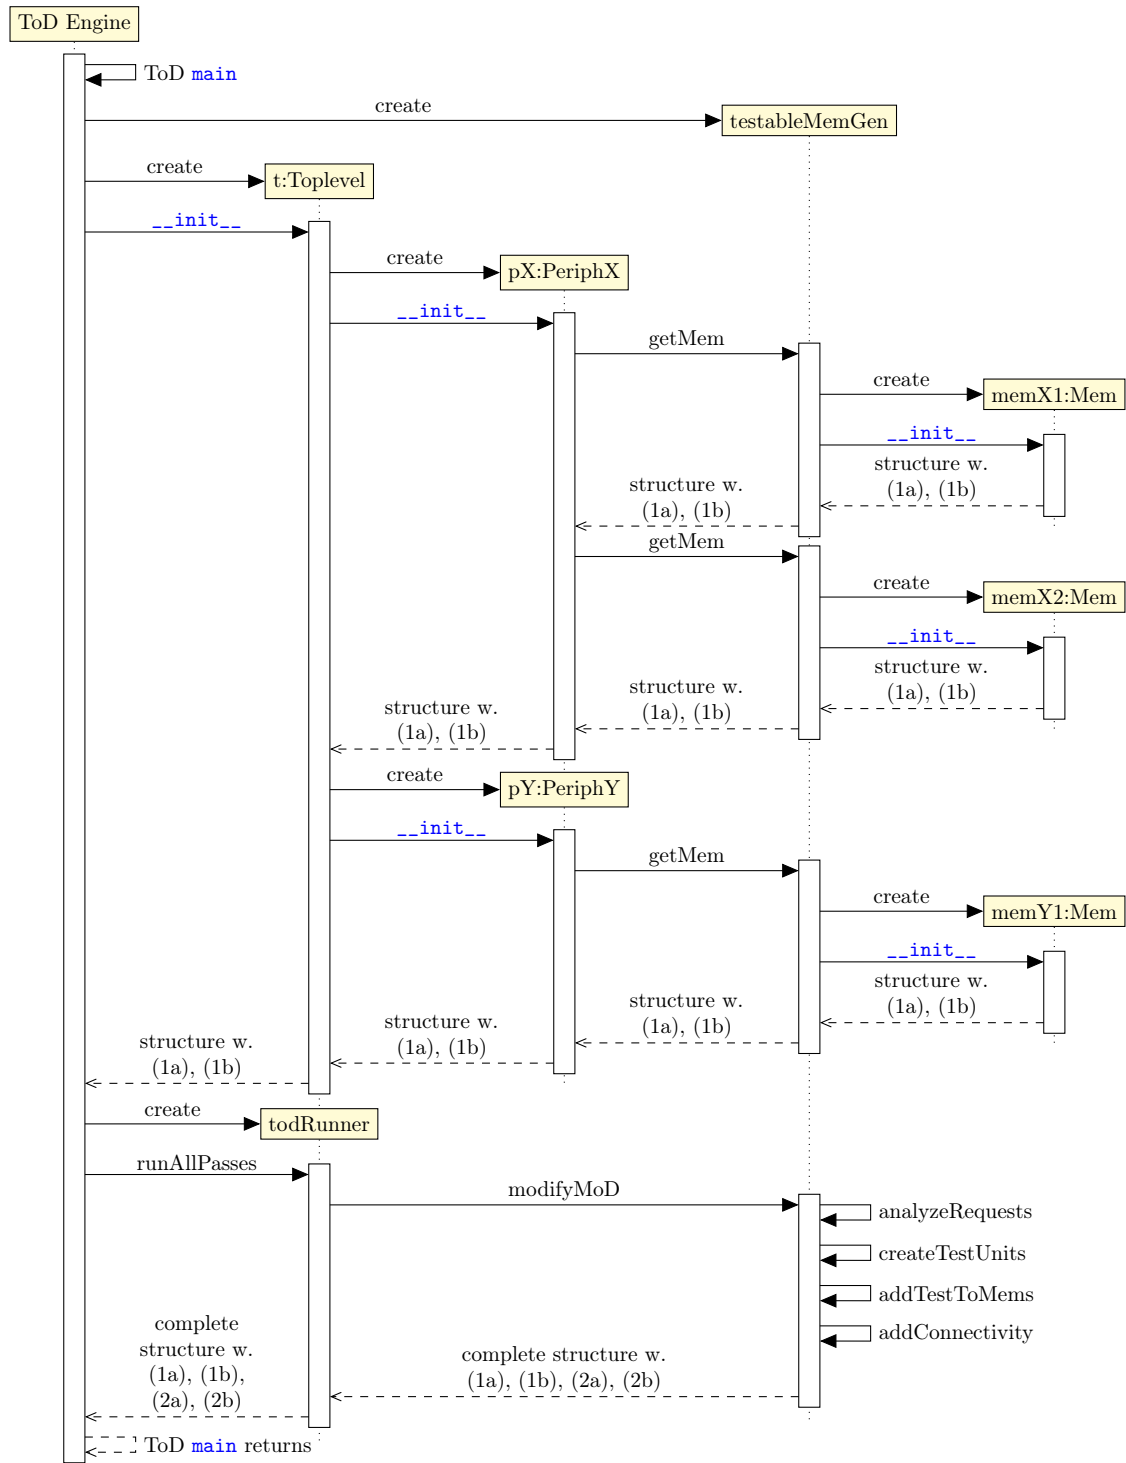 ToD Engine
ToD main
create
testableMemGen
create
t:Toplevel
__init__
create
pX:PeriphX
__init__
getMem
create
memX1:Mem
__init__
structure w.
(1a), (1b)
structure w.
(1a), (1b)
getMem
create
memX2:Mem
__init__
structure w.
(1a), (1b)
structure w.
(1a), (1b)
structure w.
(1a), (1b)
create
pY:PeriphY
__init__
getMem
create
memY1:Mem
__init__
structure w.
(1a), (1b)
structure w.
(1a), (1b)
structure w.
(1a), (1b)
structure w.
(1a), (1b)
create
todRunner
runAllPasses
modifyMoD
analyzeRequests
createTestUnits
addTestToMems
addConnectivity
complete structure w.
(1a), (1b), (2a), (2b)
complete
structure w.
(1a), (1b),
(2a), (2b)
ToD main returns